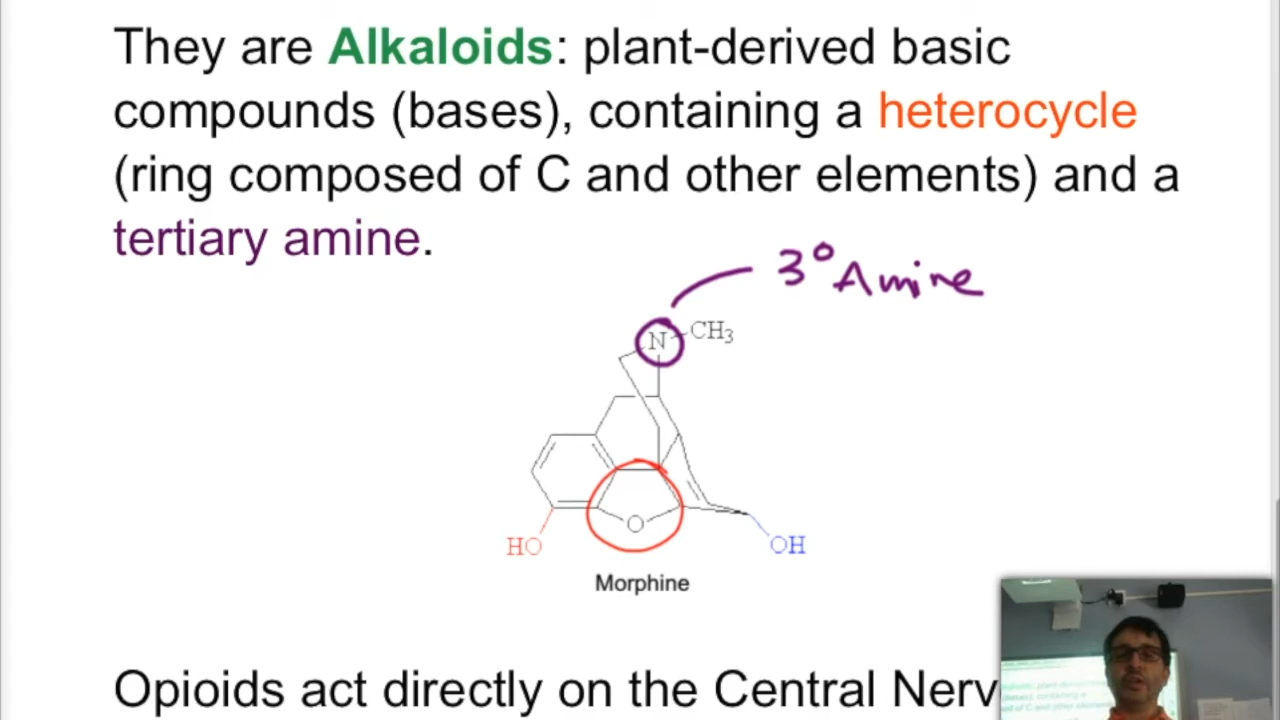 They are Alkaloids: plant-derived basic
compounds (bases), containing a heterocycle
(ring composed of C and other elements) and a
tertiary amine.
3° Amine
N
CH₃
O
HO
OH
Morphine
Opioids act directly on the Central Nerv